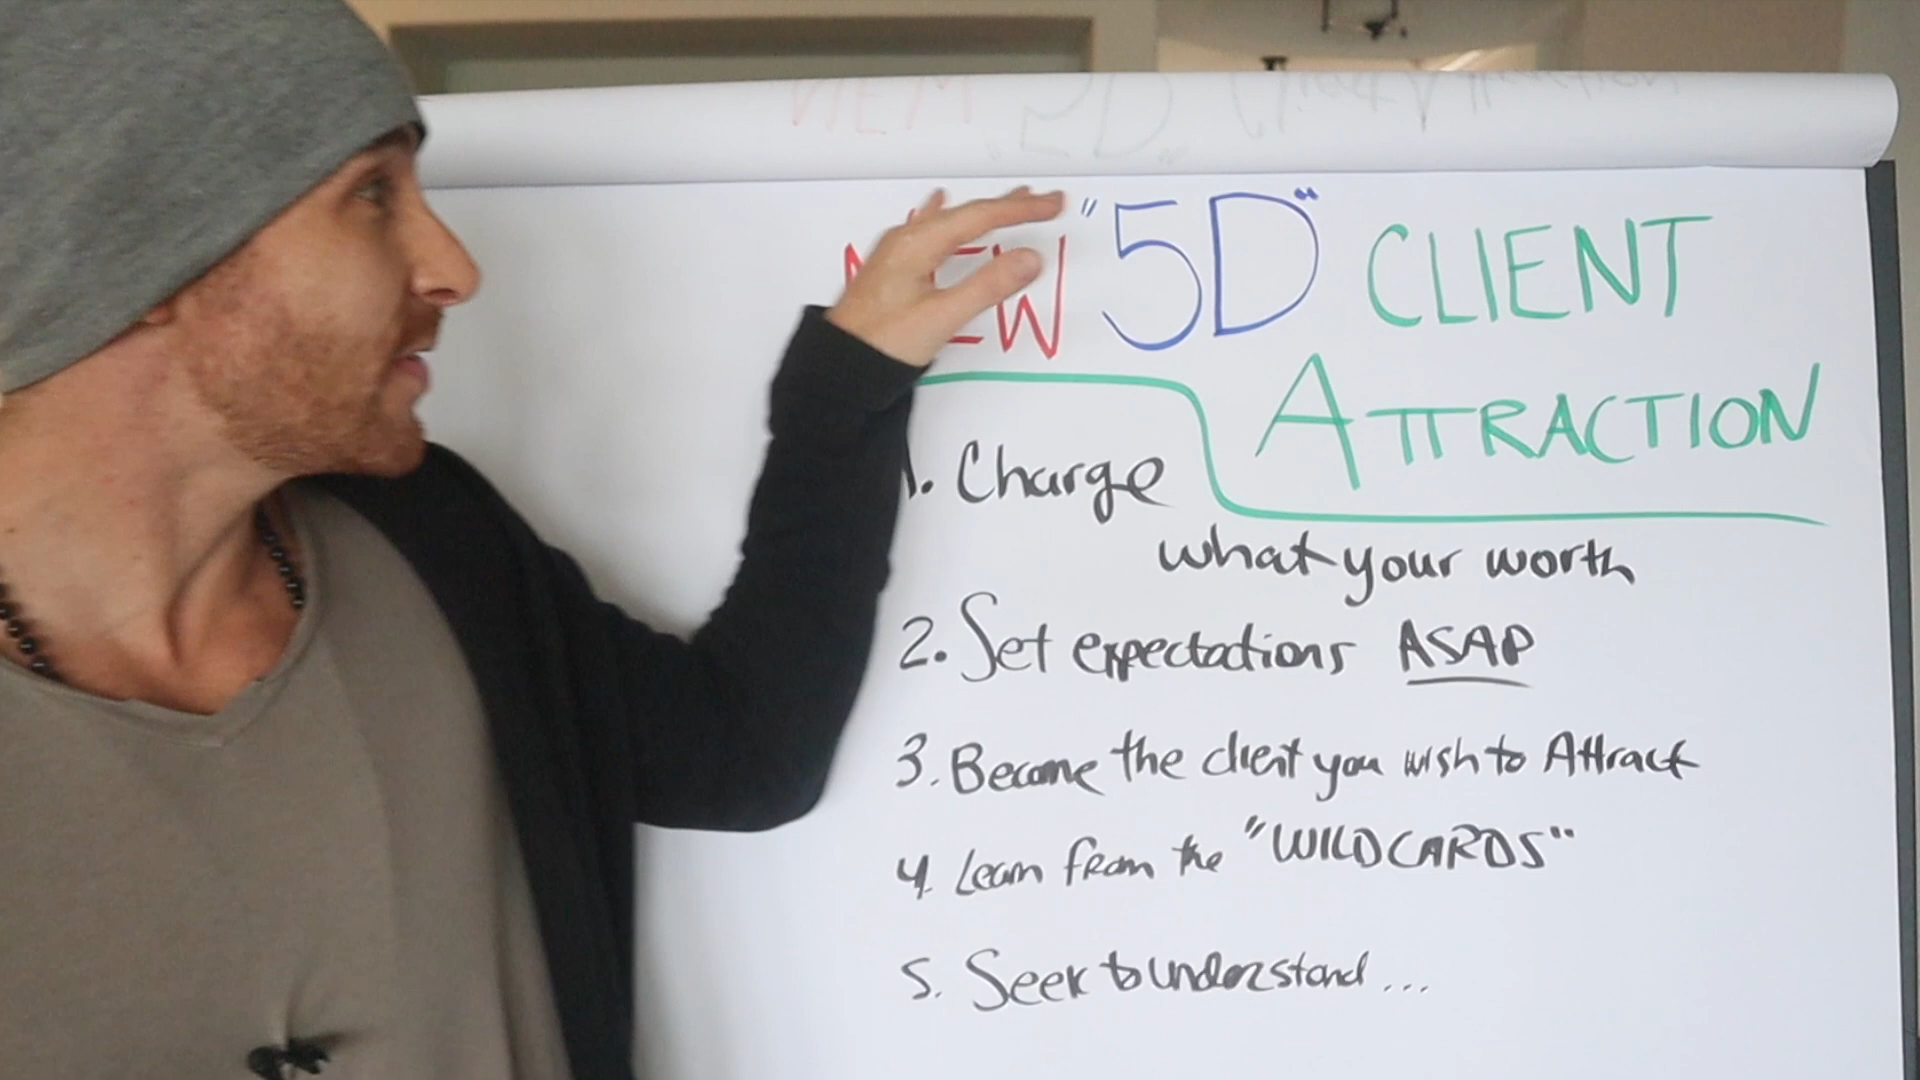 NEW "5D" CLIENT
ATTRACTION
1. Charge
what your worth
2. Set expectations ASAP
3. Become the client you wish to Attract
4. Learn from the "WILDCARDS"
5. Seek to understand...